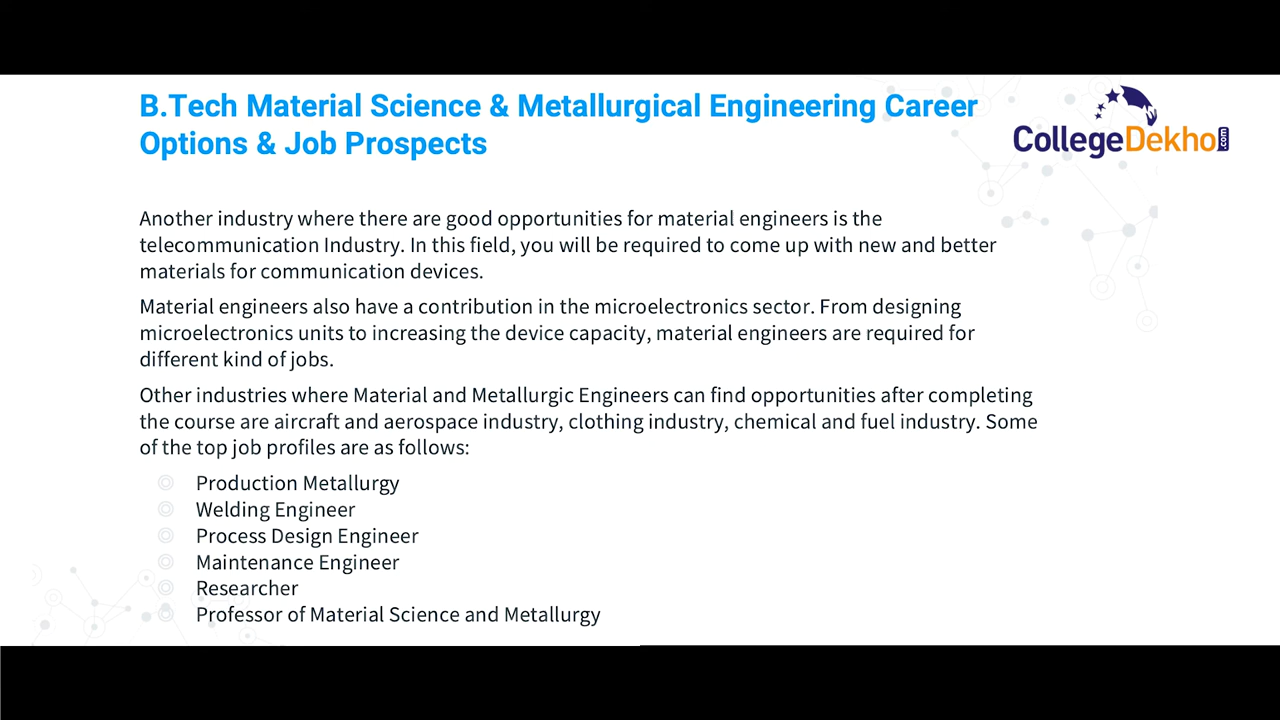 B.Tech Material Science & Metallurgical Engineering Career
Options & Job Prospects
CollegeDekho.com
Another industry where there are good opportunities for material engineers is the
telecommunication Industry. In this field, you will be required to come up with new and better
materials for communication devices.
Material engineers also have a contribution in the microelectronics sector. From designing
microelectronics units to increasing the device capacity, material engineers are required for
different kind of jobs.
Other industries where Material and Metallurgic Engineers can find opportunities after completing
the course are aircraft and aerospace industry, clothing industry, chemical and fuel industry. Some
of the top job profiles are as follows:
Production Metallurgy
Welding Engineer
Process Design Engineer
Maintenance Engineer
Researcher
Professor of Material Science and Metallurgy